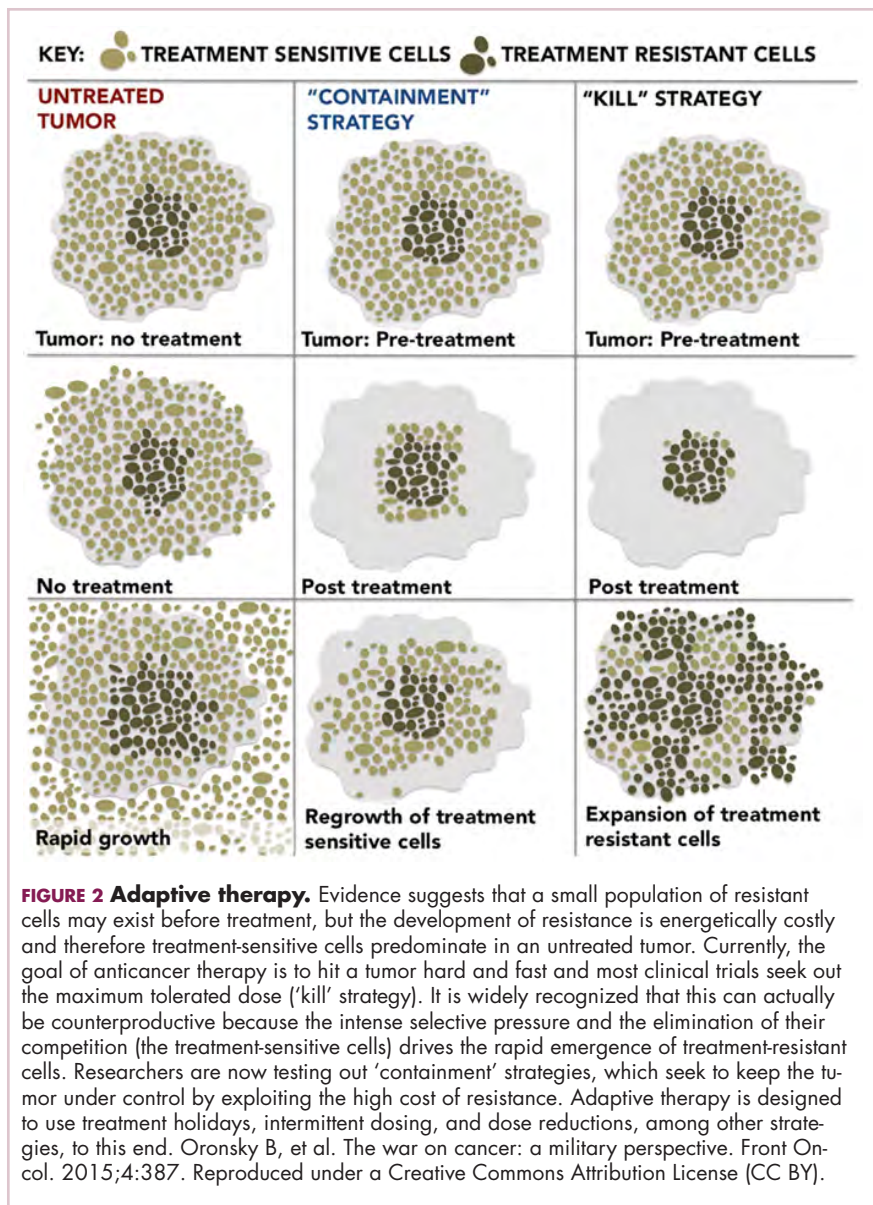 KEY: TREATMENT SENSITIVE CELLS TREATMENT RESISTANT CELLS
UNTREATED TUMOR
"CONTAINMENT" STRATEGY
"KILL" STRATEGY
Tumor: no treatment
Tumor: Pre-treatment
Tumor: Pre-treatment
No treatment
Post treatment
Post treatment
Rapid growth
Regrowth of treatment
sensitive cells
Expansion of treatment
resistant cells
FIGURE 2 Adaptive therapy. Evidence suggests that a small population of resistant
cells may exist before treatment, but the development of resistance is energetically costly
and therefore treatment-sensitive cells predominate in an untreated tumor. Currently, the
goal of anticancer therapy is to hit a tumor hard and fast and most clinical trials seek out
the maximum tolerated dose ('kill' strategy). It is widely recognized that this can actually
be counterproductive because the intense selective pressure and the elimination of their
competition (the treatment-sensitive cells) drives the rapid emergence of treatment-resistant
cells. Researchers are now testing out 'containment' strategies, which seek to keep the tu-
mor under control by exploiting the high cost of resistance. Adaptive therapy is designed
to use treatment holidays, intermittent dosing, and dose reductions, among other strate-
gies, to this end. Oronsky B, et al. The war on cancer: a military perspective. Front On-
col. 2015;4:387. Reproduced under a Creative Commons Attribution License (CC BY).